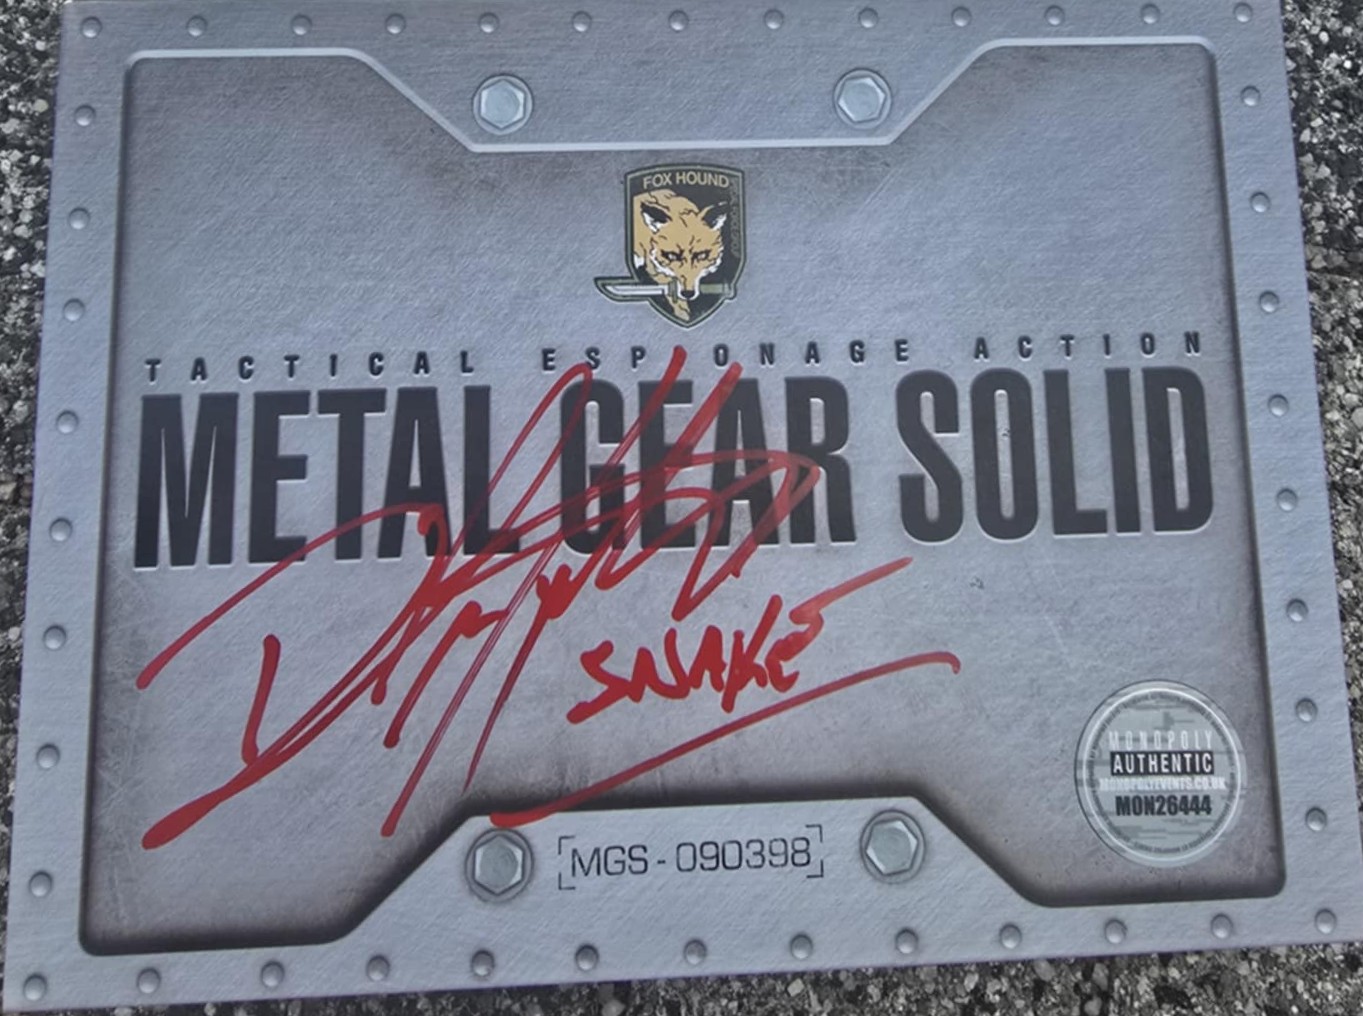 FOX HOUND
TACTICAL ESPIONAGE ACTION
METAL GEAR SOLID
SNAKE
MONOPOLY
AUTHENTIC
MONOPOLYEVENTS.CO.UK
MON26444
MGS - 090398